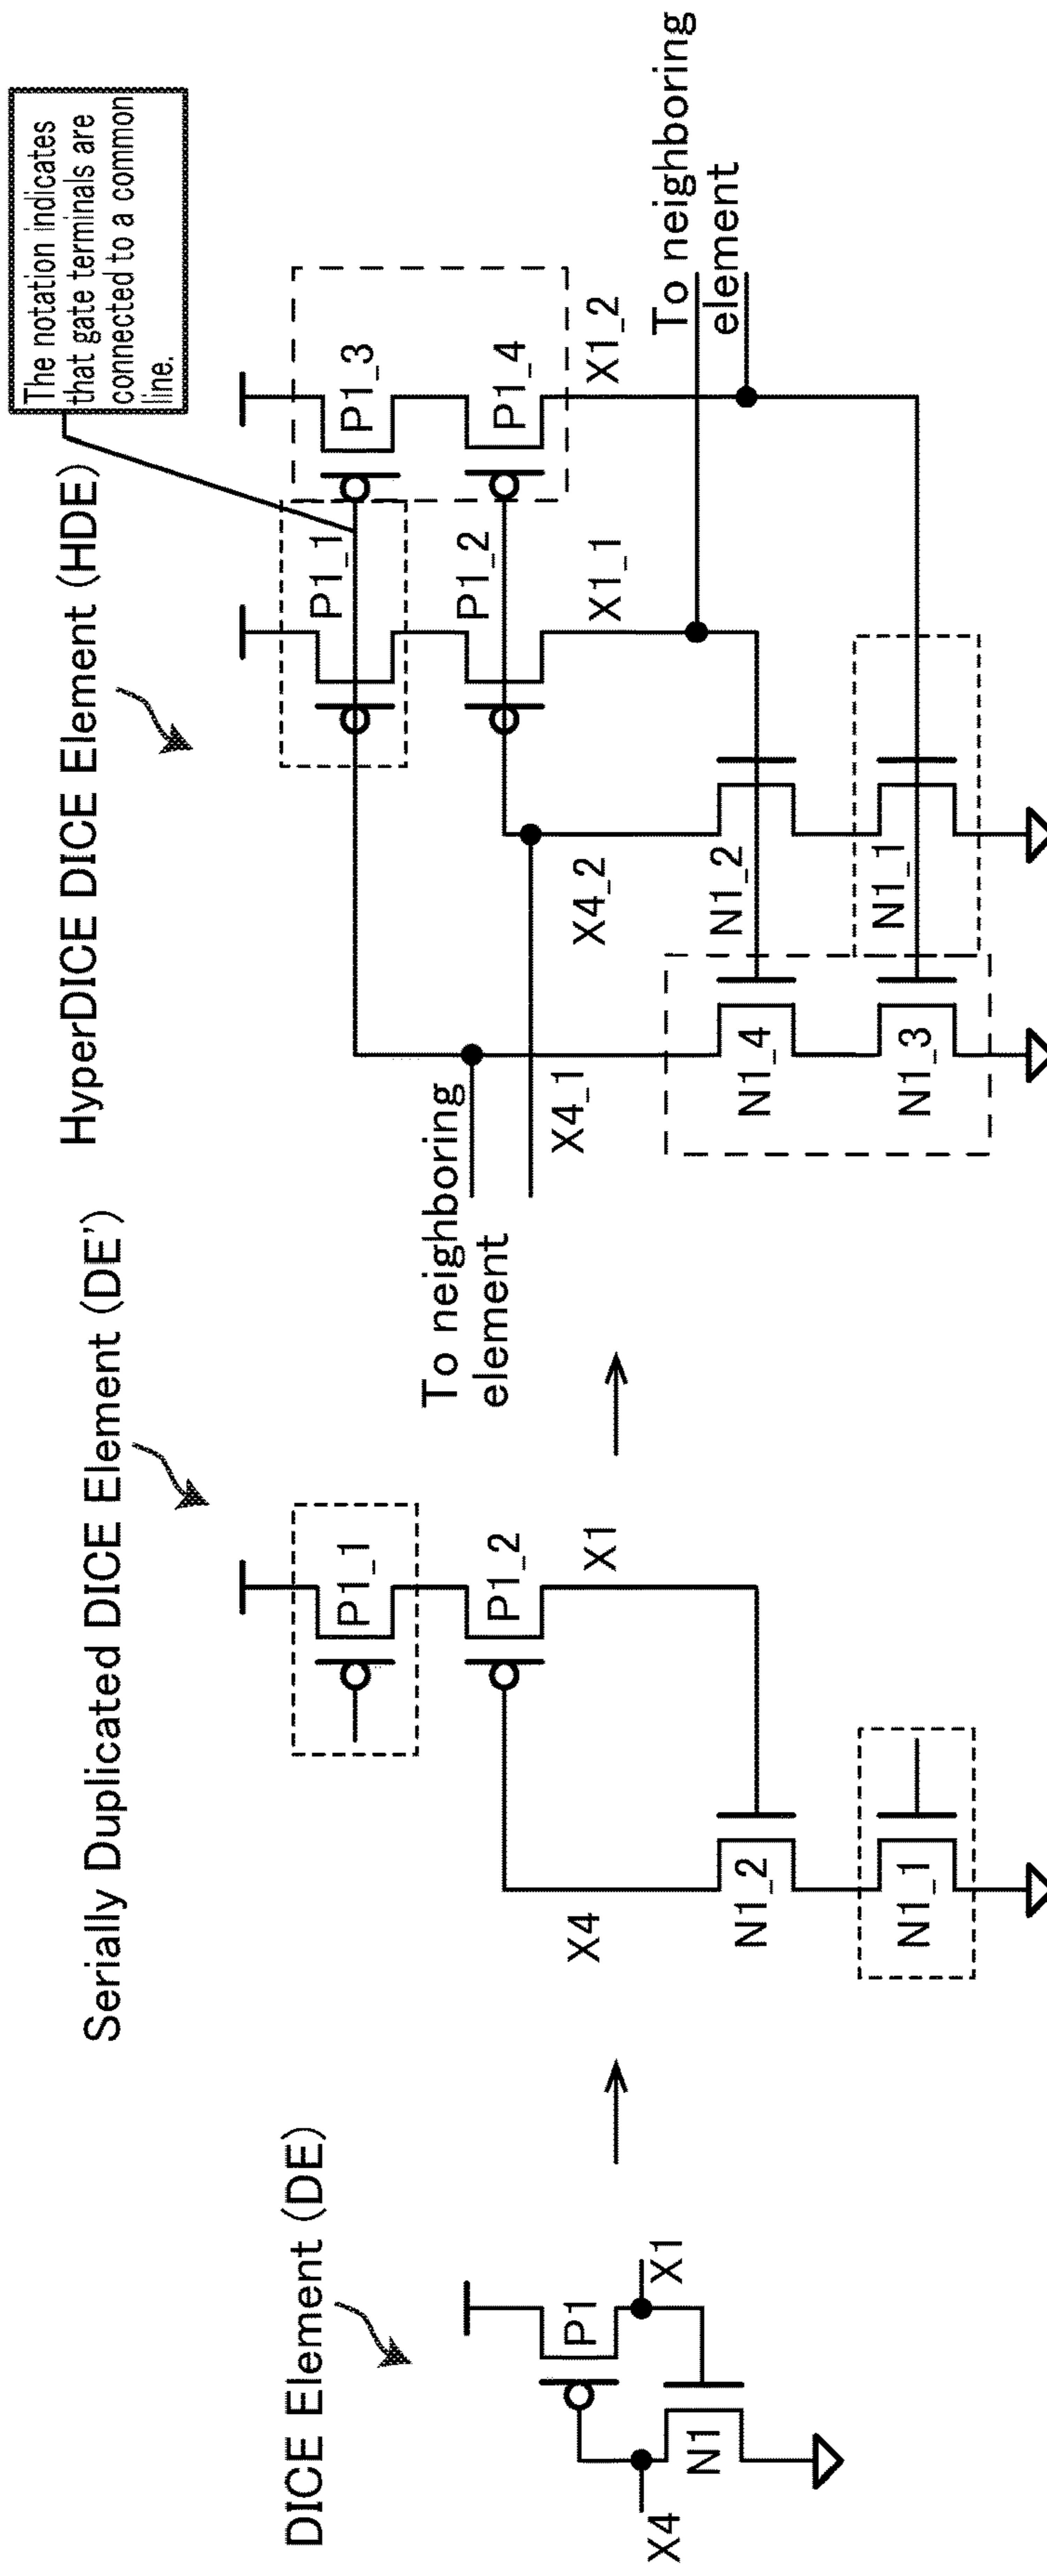 DICE Element (DE)
X4
N1
P1
X1
Serially Duplicated DICE Element (DE')
P1_1
P1_2
X1
X4
N1_2
N1_1
HyperDICE DICE Element (HDE)
The notation indicates
that gate terminals are
connected to a common
line.
P1_1
P1_3
P1_2
P1_4
X1_1
X1_2
To neighboring
element
To neighboring
element
X4_1
X4_2
N1_4
N1_2
N1_3
N1_1